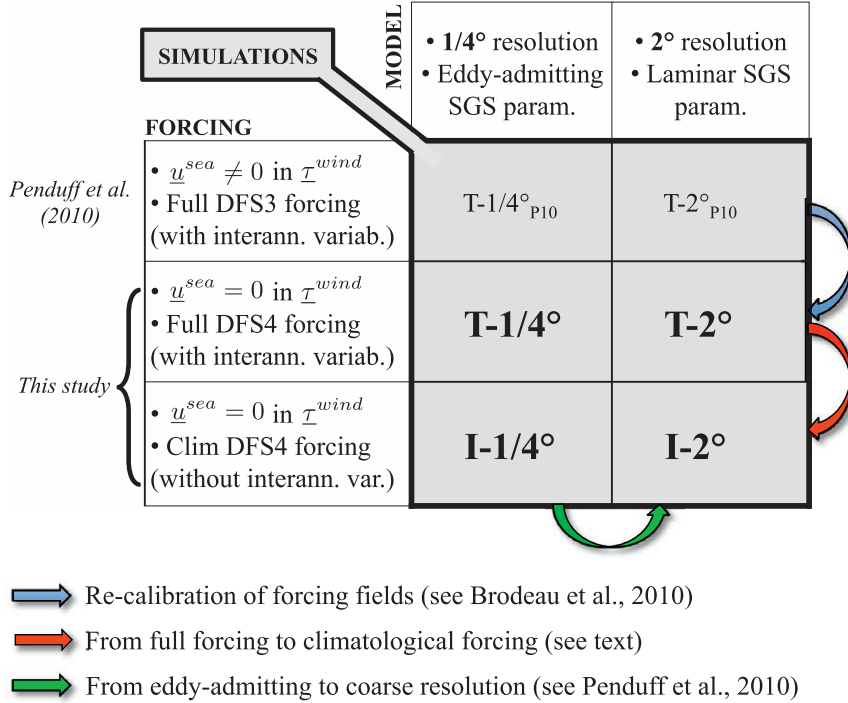 SIMULATIONS
MODEL
• 1/4° resolution
• Eddy-admitting
SGS param.
• 2° resolution
• Laminar SGS
param.
FORCING
Penduff et al.
(2010)
• u^sea ≠ 0 in τ^wind
• Full DFS3 forcing
(with interann. variab.)
T-1/4°P10
T-2°P10
This study
• u^sea = 0 in τ^wind
• Full DFS4 forcing
(with interann. variab.)
T-1/4°
T-2°
• u^sea = 0 in τ^wind
• Clim DFS4 forcing
(without interann. var.)
I-1/4°
I-2°
Re-calibration of forcing fields (see Brodeau et al., 2010)
From full forcing to climatological forcing (see text)
From eddy-admitting to coarse resolution (see Penduff et al., 2010)